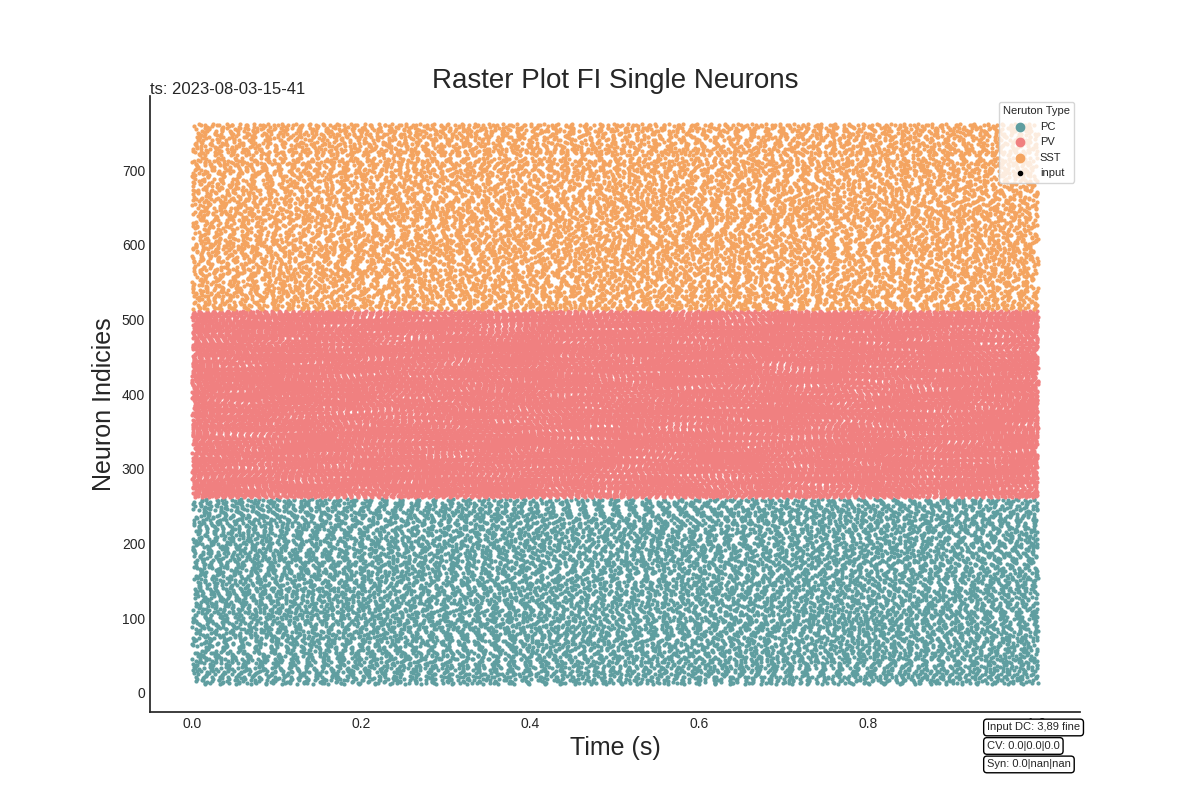 Raster Plot FI Single Neurons
ts: 2023-08-03-15-41
Neruton Type
PC
PV
SST
input
Neuron Indicies
700
600
500
400
300
200
100
0
0.0 0.2 0.4 0.6 0.8
Time (s)
Input DC: 3,89 fine
CV: 0.0|0.0|0.0
Syn: 0.0|nan|nan